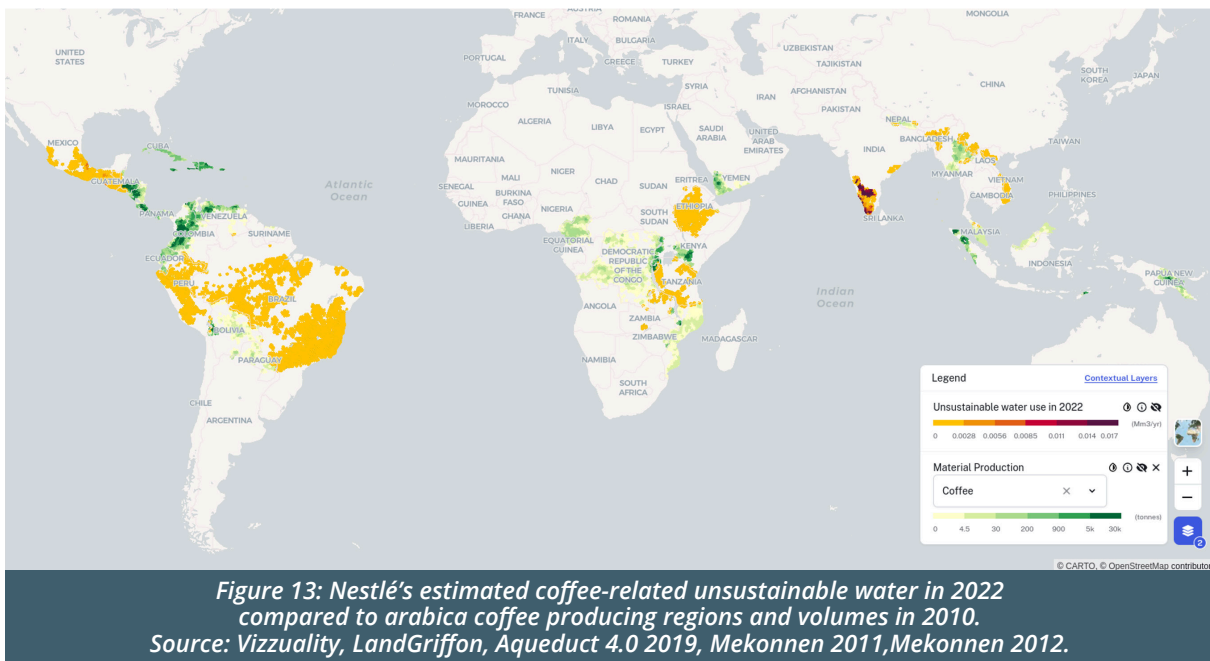 MONGOLIA
FRANCE
AUSTRIA
ROMANIA
UNITED
STATES
ITALY
BULGARIA
UZBEKISTAN
PORTUGAL
GREECE
TURKEY
TAJIKISTAN
SOUTH
KOREA
JAPAN
TUNISIA
SYRIA
AFGHANISTAN
CHINA
MOROCCO
ISRAEL
IRAN
PAKISTAN
ALGERIA
LIBYA
EGYPT
SAUDI
ARABIA
UNITED
ARAB
EMIRATES
NEPAL
BANGLADESH
MEXICO
CUBA
MAURITANIA
INDIA
TAIWAN
LAOS
GUATEMALA
Atlantic
Ocean
MALI
NIGER
CHAD
SUDAN
ERITREA
YEMEN
MYANMAR
VIETNAM
SENEGAL
BURKINA
FASO
GUINEA
NIGERIA
GHANA
CAMBODIA
PHILIPPINES
PANAMA
VENEZUELA
LIBERIA
SOUTH
SUDAN
ETHIOPIA
SRI LANKA
COLOMBIA
SURINAME
EQUATORIAL
GUINEA
KENYA
MALAYSIA
ECUADOR
DEMOCRATIC
REPUBLIC
OF THE
CONGO
INDONESIA
PERU
BRAZIL
TANZANIA
Indian
Ocean
PAPUA NEW
GUINEA
ANGOLA
BOLIVIA
ZAMBIA
ZIMBABWE
MADAGASCAR
PARAGUAY
NAMIBIA
CHILE
SOUTH
AFRICA
ARGENTINA
Legend
Contextual Layers
Unsustainable water use in 2022
(Mm3/yr)
0 0.0028 0.0056 0.0085 0.011 0.014 0.017
Material Production
Coffee
(tonnes)
0 4.5 30 200 900 5k 30k
2
© CARTO, © OpenStreetMap contributor
Figure 13: Nestlé's estimated coffee-related unsustainable water in 2022
compared to arabica coffee producing regions and volumes in 2010.
Source: Vizzuality, LandGriffon, Aqueduct 4.0 2019, Mekonnen 2011,Mekonnen 2012.